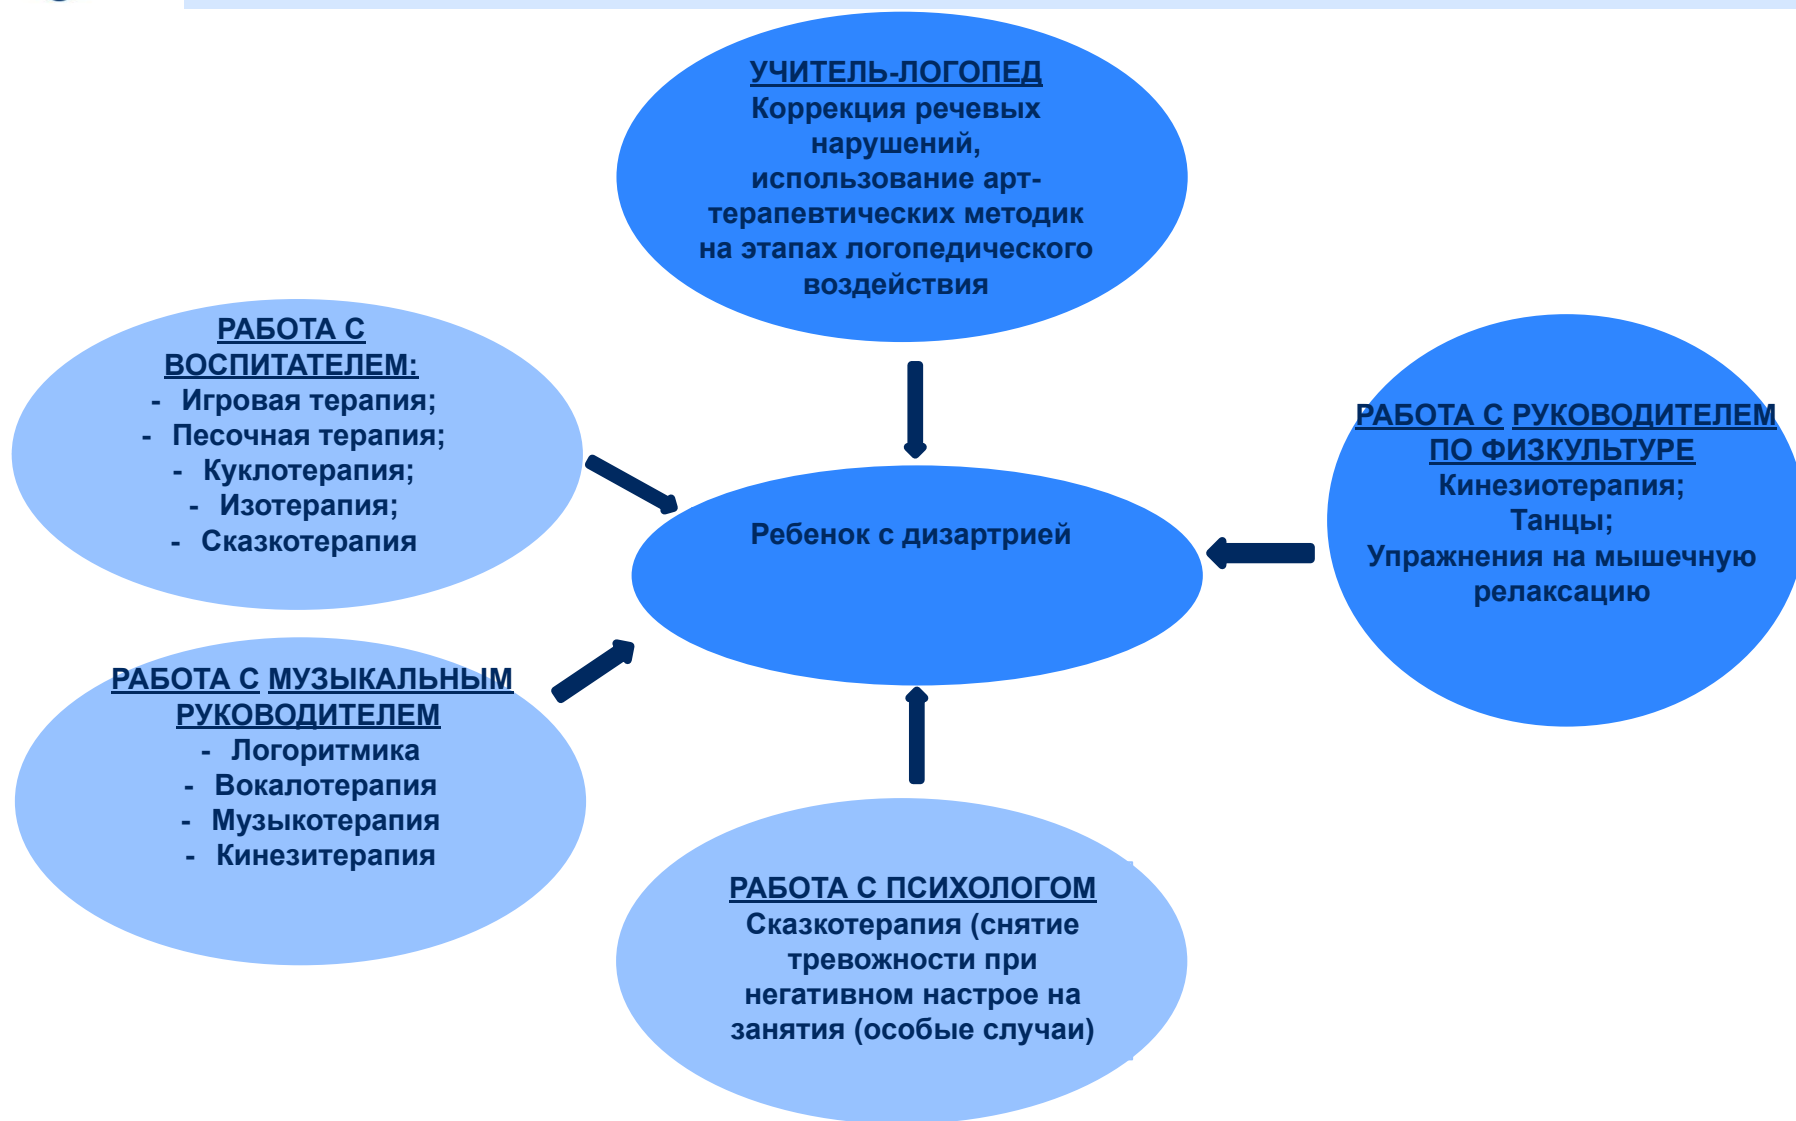 УЧИТЕЛЬ-ЛОГОПЕД
Коррекция речевых
нарушений,
использование арт-
терапевтических методик
на этапах логопедического
воздействия
РАБОТА С
ВОСПИТАТЕЛЕМ:
- Игровая терапия;
- Песочная терапия;
- Куклотерапия;
- Изотерапия;
- Сказкотерапия
РАБОТА С РУКОВОДИТЕЛЕМ
ПО ФИЗКУЛЬТУРЕ
Кинезиотерапия;
Танцы;
Упражнения на мышечную
релаксацию
Ребенок с дизартрией
РАБОТА С МУЗЫКАЛЬНЫМ
РУКОВОДИТЕЛЕМ
- Логоритмика
- Вокалотерапия
- Музыкотерапия
- Кинезитерапия
РАБОТА С ПСИХОЛОГОМ
Сказкотерапия (снятие
тревожности при
негативном настрое на
занятия (особые случаи)